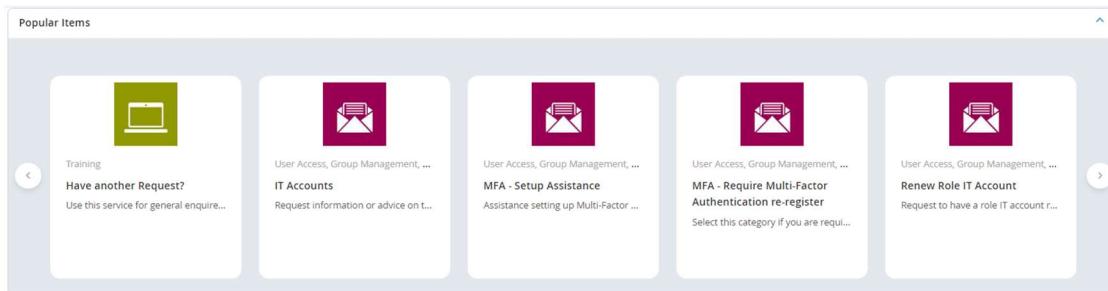 Popular Items
Training
Have another Request?
Use this service for general enquire...
User Access, Group Management, ...
IT Accounts
Request information or advice on t...
User Access, Group Management, ...
MFA - Setup Assistance
Assistance setting up Multi-Factor ...
User Access, Group Management, ...
MFA - Require Multi-Factor
Authentication re-register
Select this category if you are requi...
User Access, Group Management, ...
Renew Role IT Account
Request to have a role IT account r...